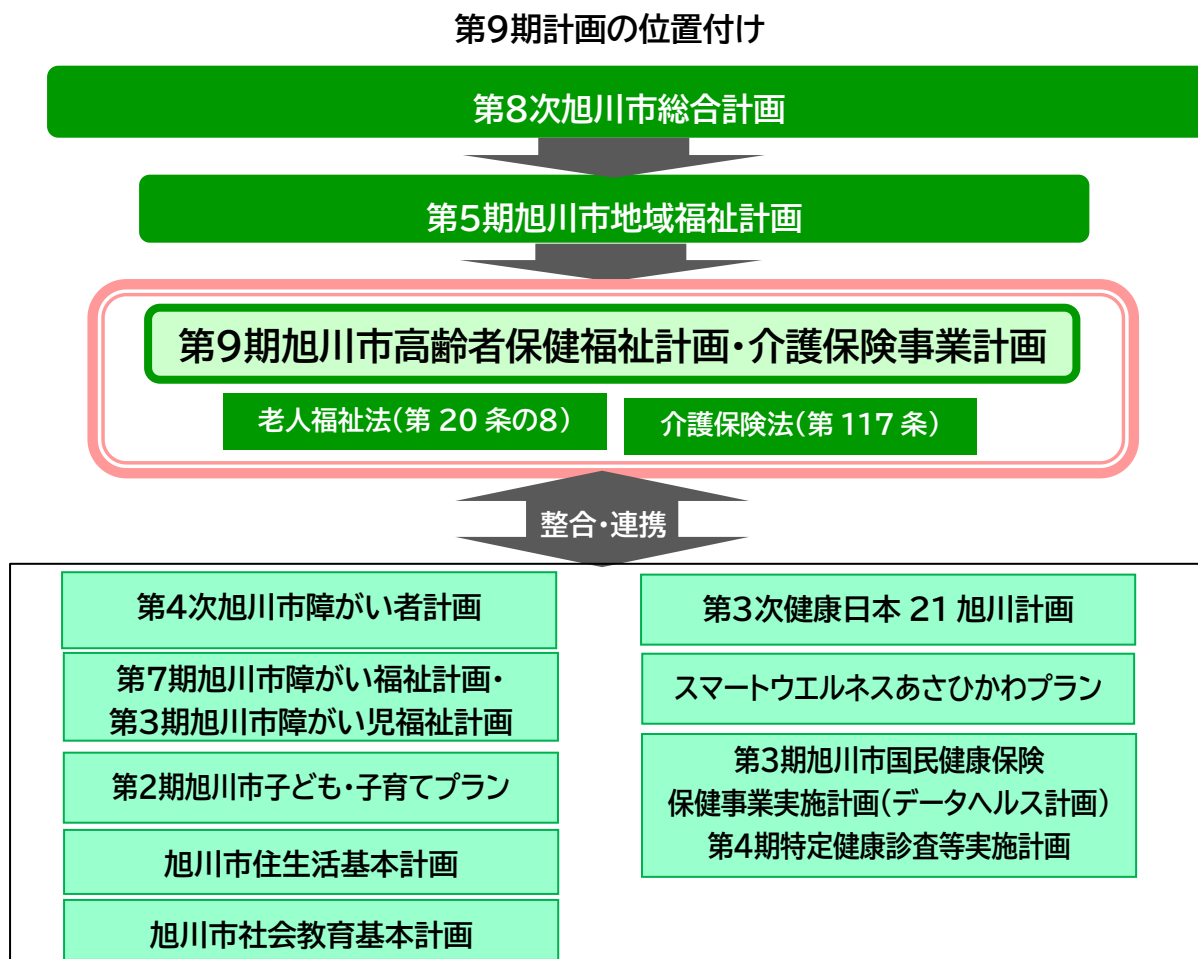 第9期計画の位置付け
第8次旭川市総合計画
第5期旭川市地域福祉計画
第9期旭川市高齢者保健福祉計画・介護保険事業計画
老人福祉法(第 20 条の8)
介護保険法(第 117 条)
整合・連携
第4次旭川市障がい者計画
第7期旭川市障がい福祉計画・
第3期旭川市障がい児福祉計画
第2期旭川市子ども・子育てプラン
旭川市住生活基本計画
旭川市社会教育基本計画
第3次健康日本 21 旭川計画
スマートウエルネスあさひかわプラン
第3期旭川市国民健康保険
保健事業実施計画(データヘルス計画)
第4期特定健康診査等実施計画